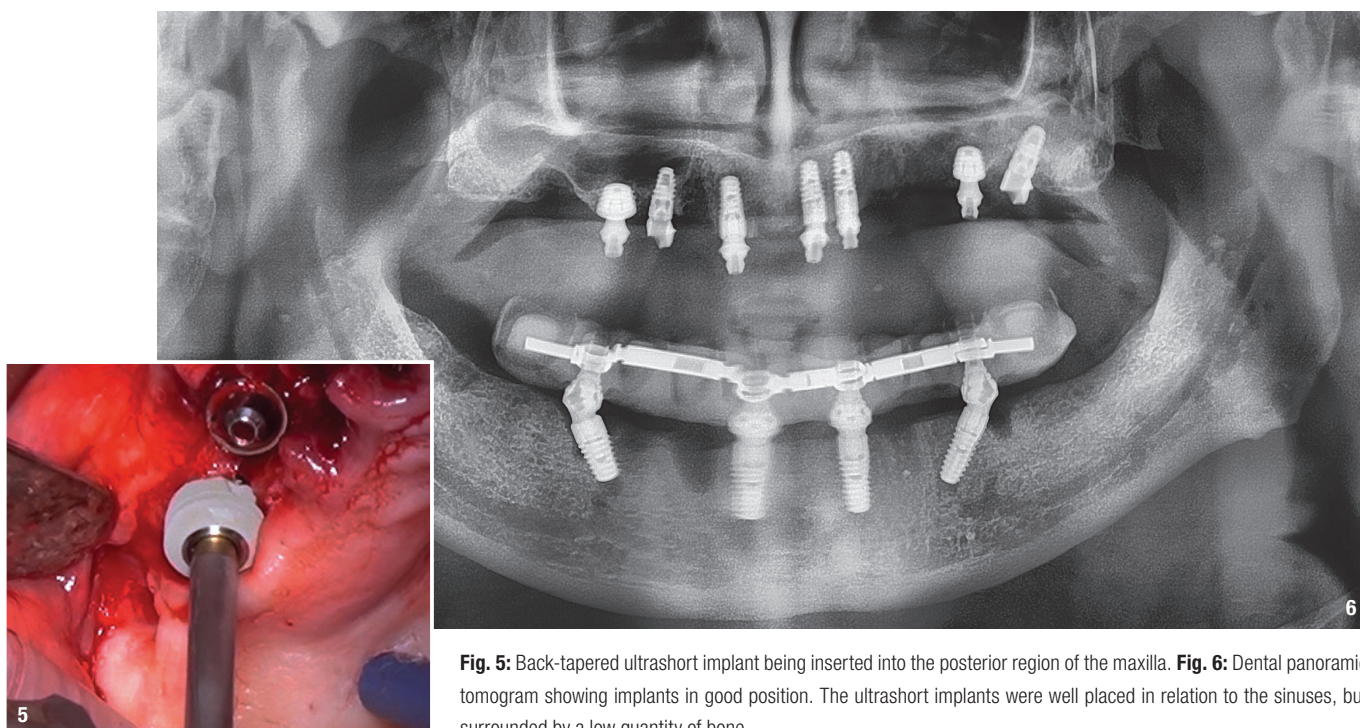 6
5
Fig. 5: Back-tapered ultrashort implant being inserted into the posterior region of the maxilla. Fig. 6: Dental panoramic
tomogram showing implants in good position. The ultrashort implants were well placed in relation to the sinuses, but
surrounded by a low quantity of bone.